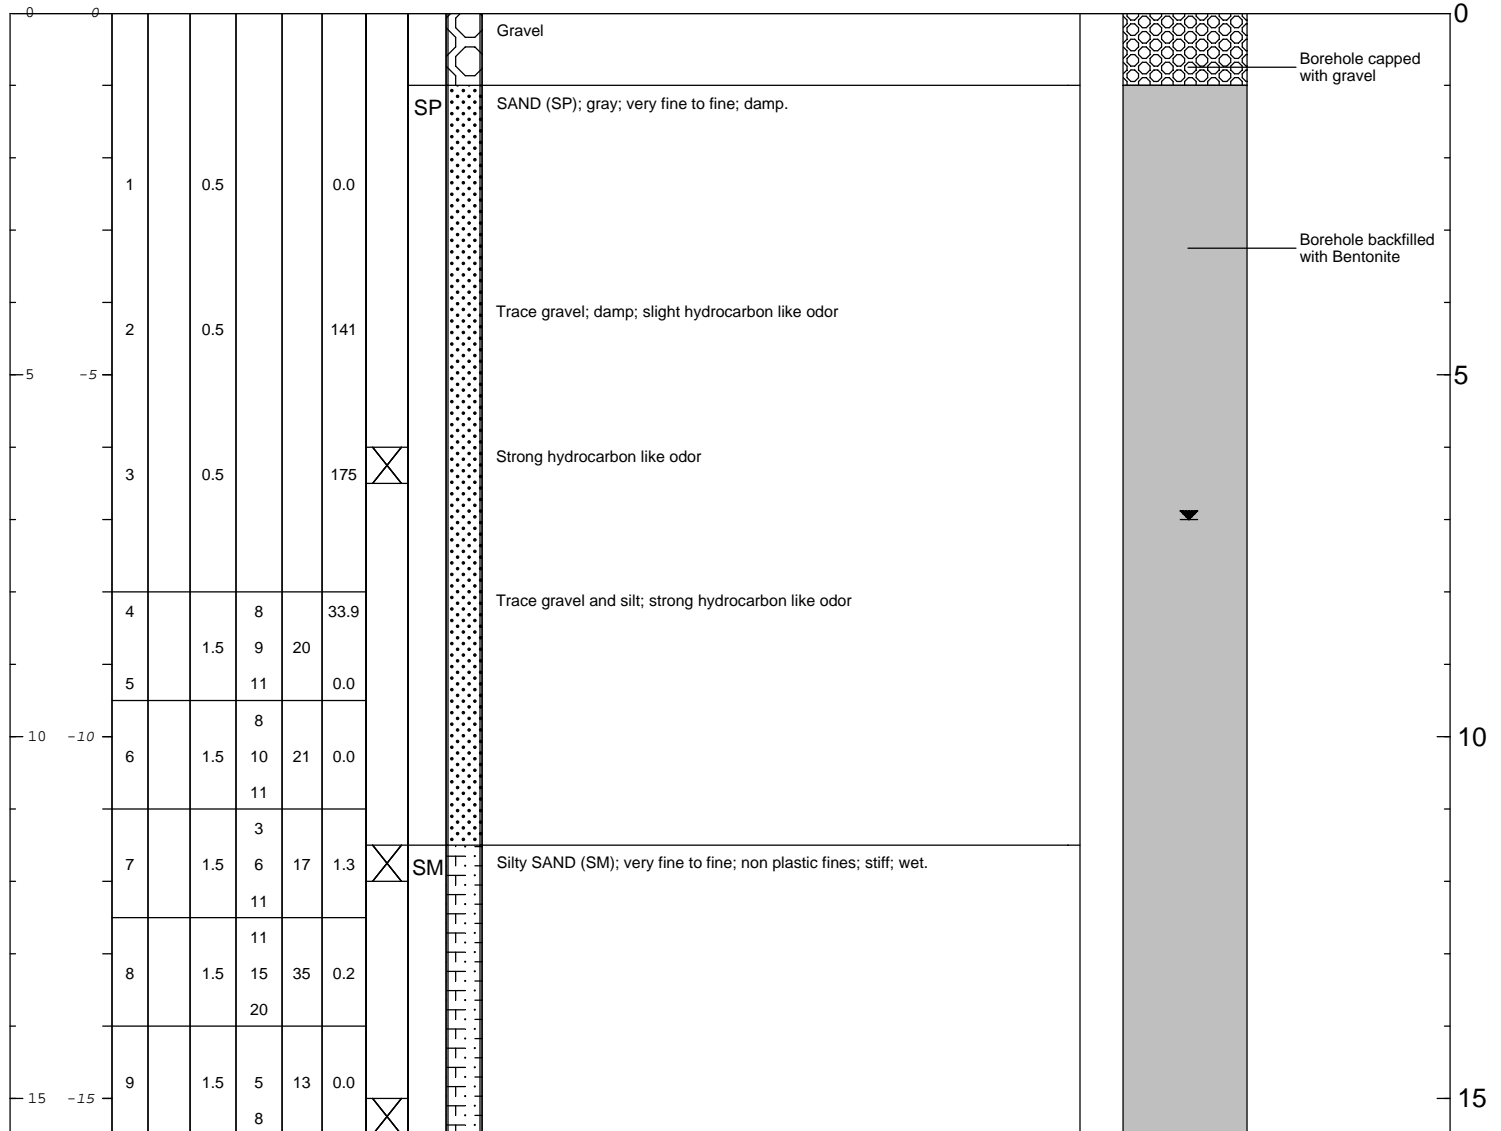 0 0 0
Gravel
Borehole capped
with gravel
SP SAND (SP); gray; very fine to fine; damp.
1 0.5 0.0
Borehole backfilled
with Bentonite
Trace gravel; damp; slight hydrocarbon like odor
2 0.5 141
5 -5 5
Strong hydrocarbon like odor
3 0.5 175
Trace gravel and silt; strong hydrocarbon like odor
4 8 33.9
1.5 9 20
5 11 0.0
8
10 -10 10
6 1.5 10 21 0.0
11
3
7 1.5 6 17 1.3 SM Silty SAND (SM); very fine to fine; non plastic fines; stiff; wet.
11
11
8 1.5 15 35 0.2
20
9 1.5 5 13 0.0
15 -15 15
8